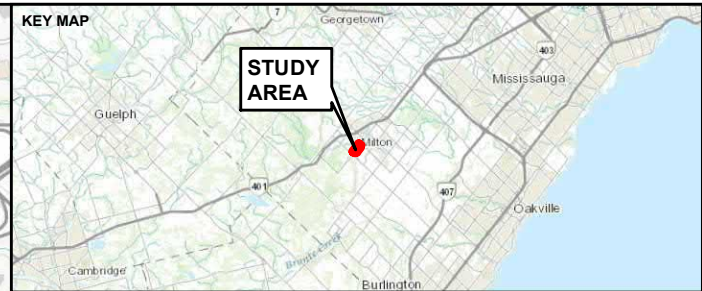 KEY MAP
7
Georgetown
403
STUDY
AREA
Mississauga
Guelph
Milton
401
407
Oakville
Bronte Creek
Cambridge
Burlington